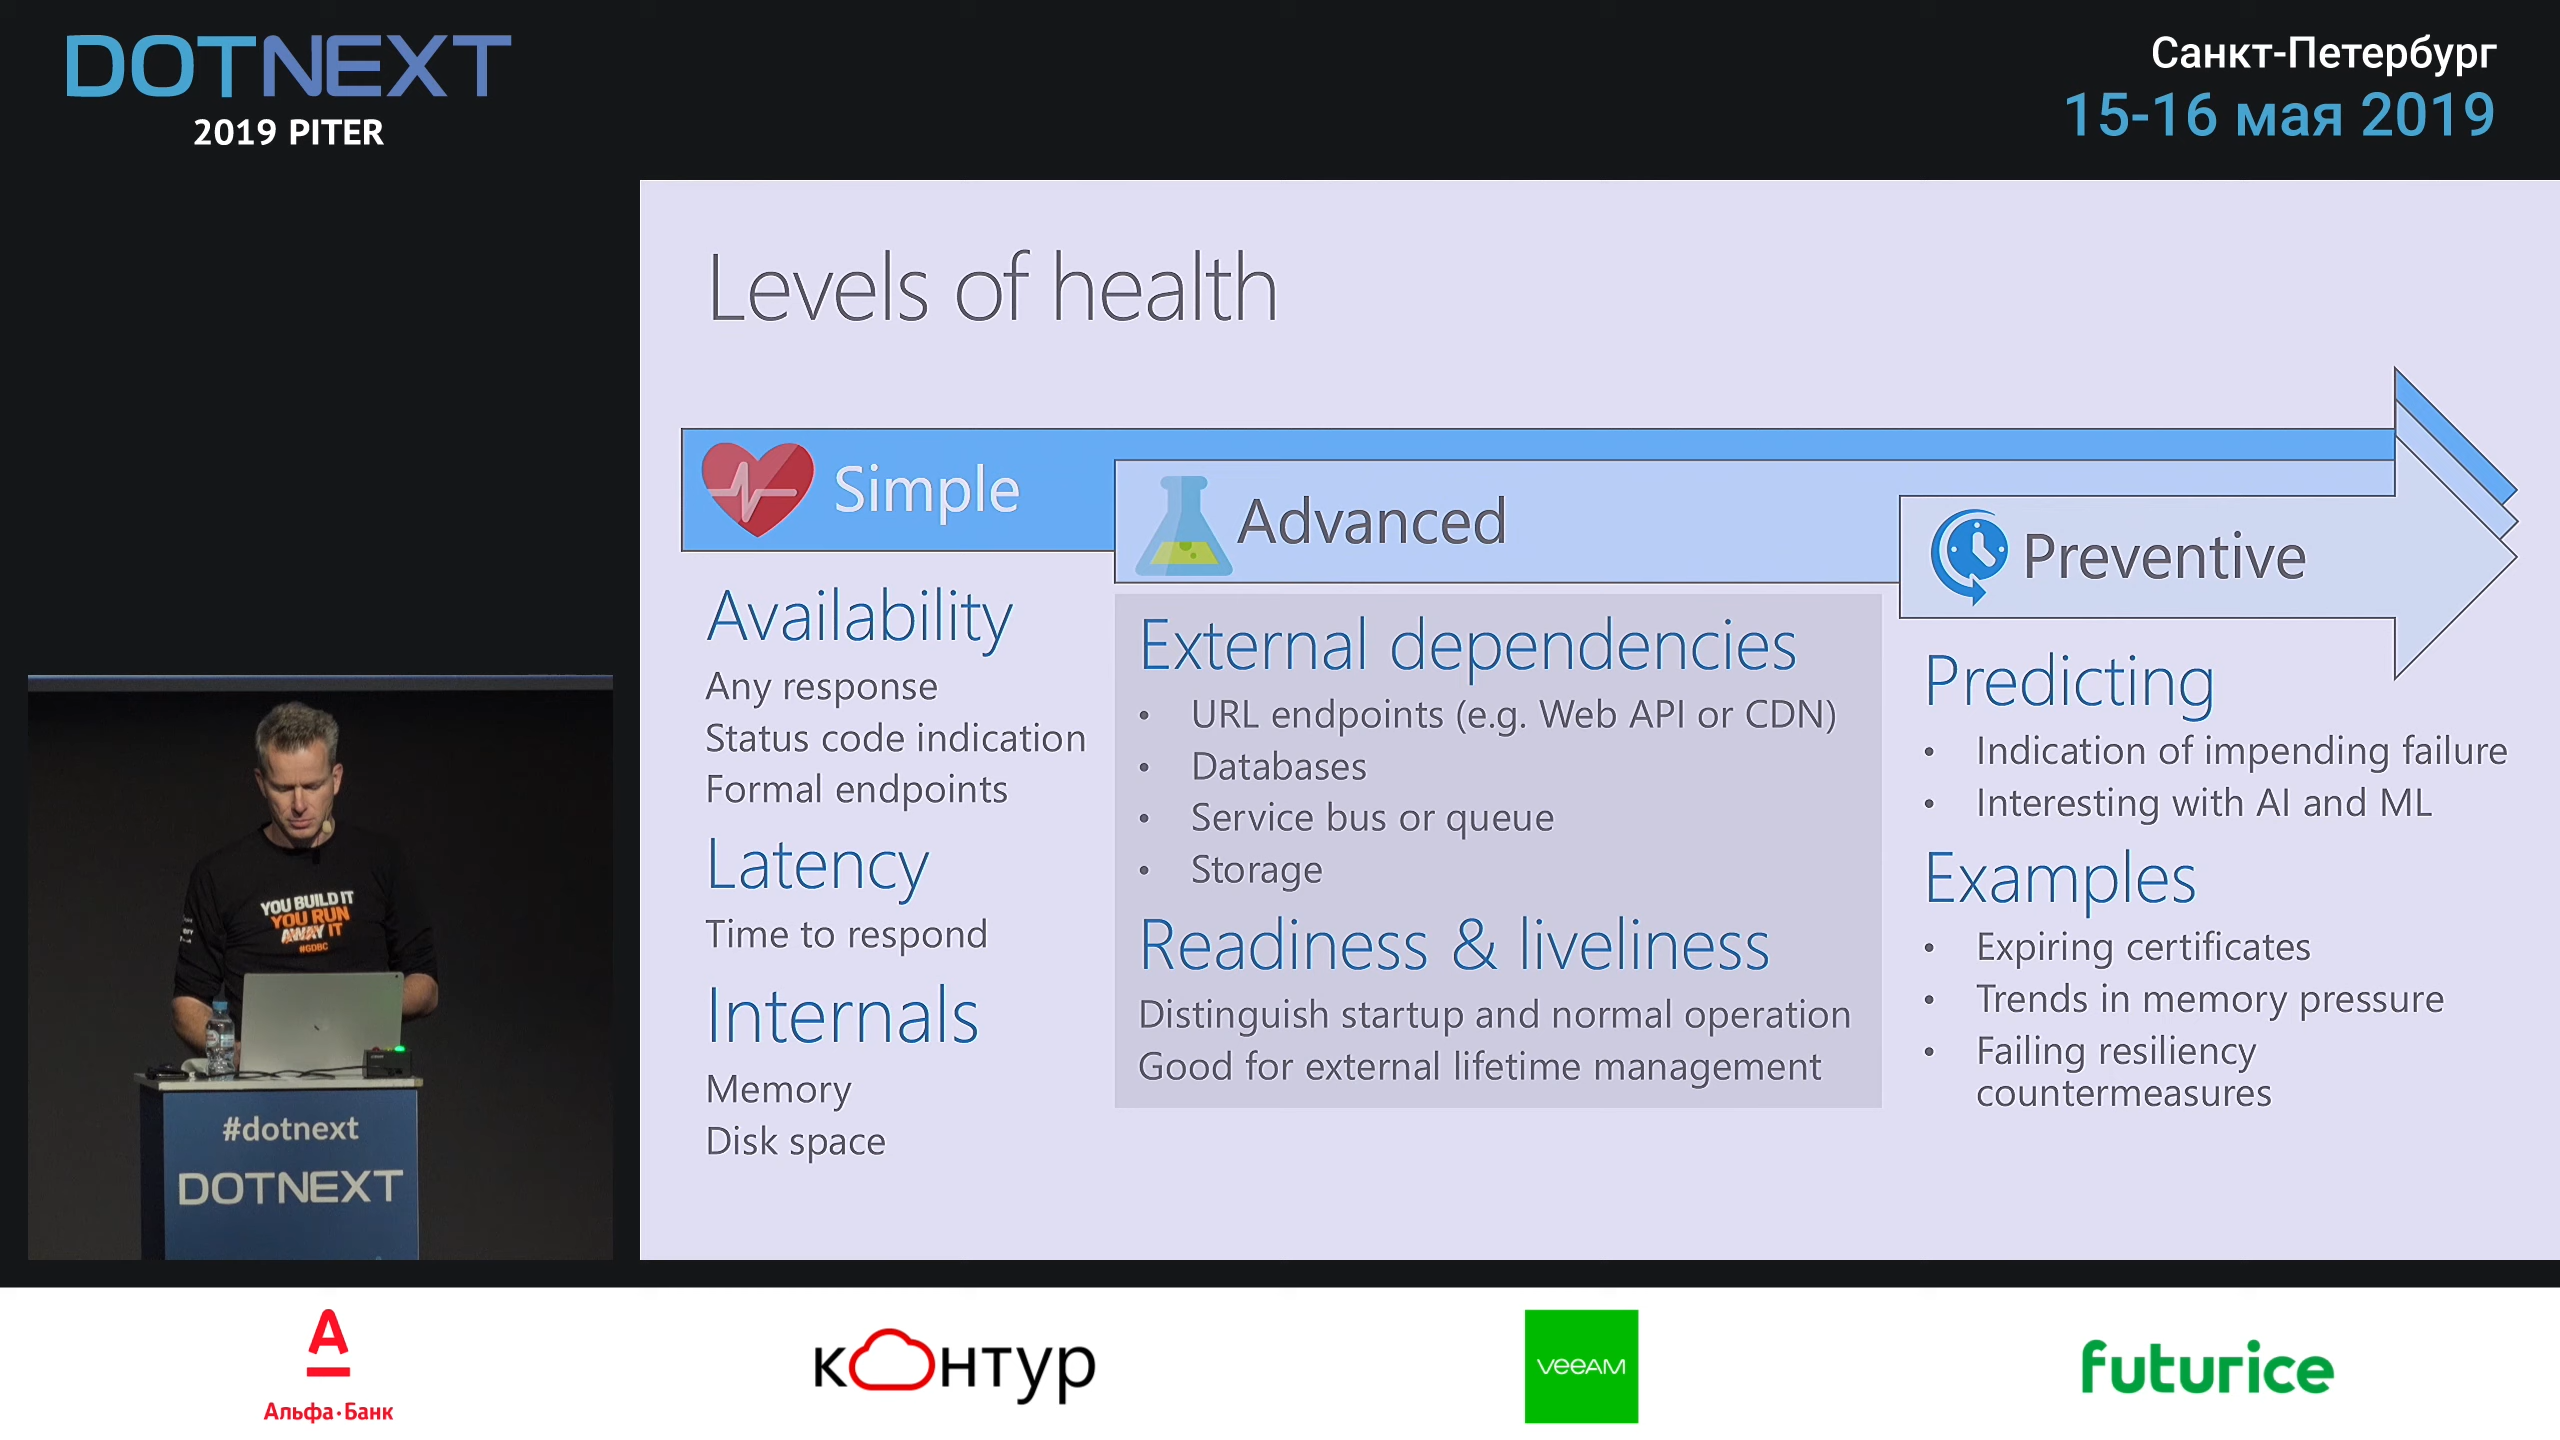 DOTNEXT
2019 PITER
Санкт-Петербург
15-16 мая 2019
Levels of health
Simple
Availability
Any response
Status code indication
Formal endpoints
Latency
Time to respond
Internals
Memory
Disk space
Advanced
External dependencies
• URL endpoints (e.g. Web API or CDN)
• Databases
• Service bus or queue
• Storage
Readiness & liveliness
Distinguish startup and normal operation
Good for external lifetime management
Preventive
Predicting
• Indication of impending failure
• Interesting with AI and ML
Examples
• Expiring certificates
• Trends in memory pressure
• Failing resiliency
countermeasures
YOU BUILD IT
YOU RUN
AWAY IT
#GDBC
#dotnext
DOTNEXT
Альфа·Банк
контур
veeAM
futurice